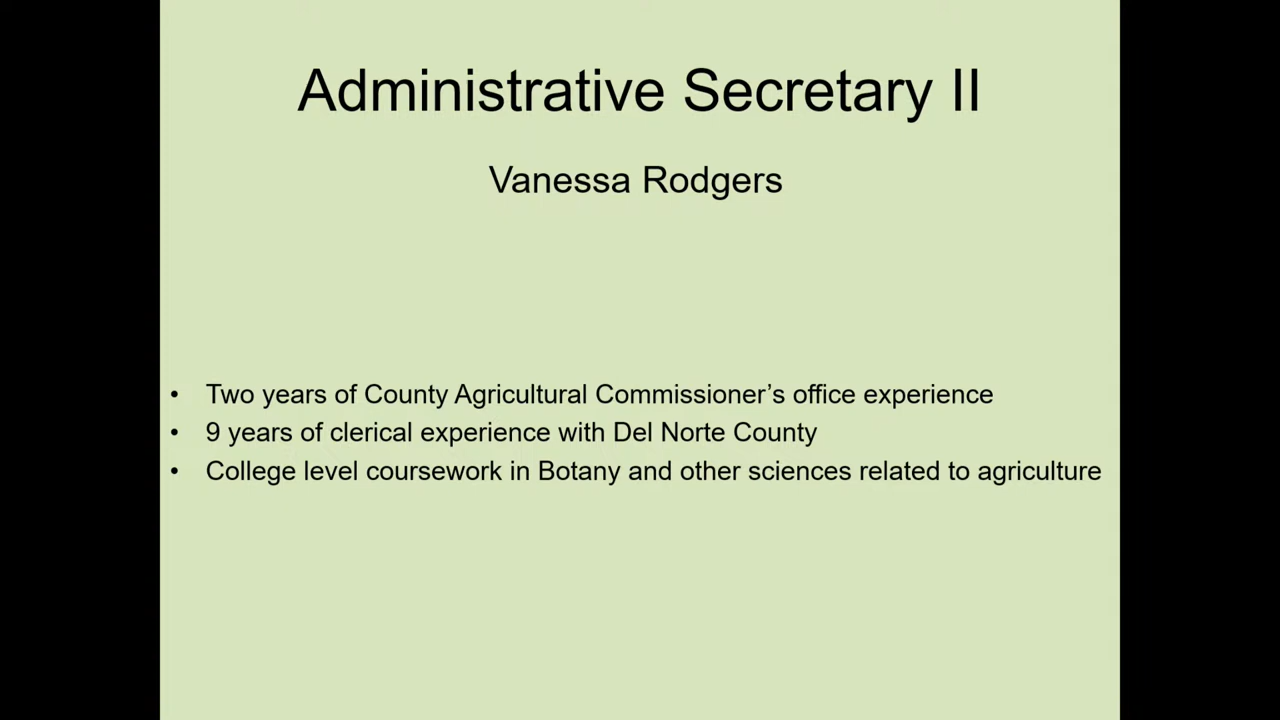 Administrative Secretary II
Vanessa Rodgers
• Two years of County Agricultural Commissioner’s office experience
• 9 years of clerical experience with Del Norte County
• College level coursework in Botany and other sciences related to agriculture